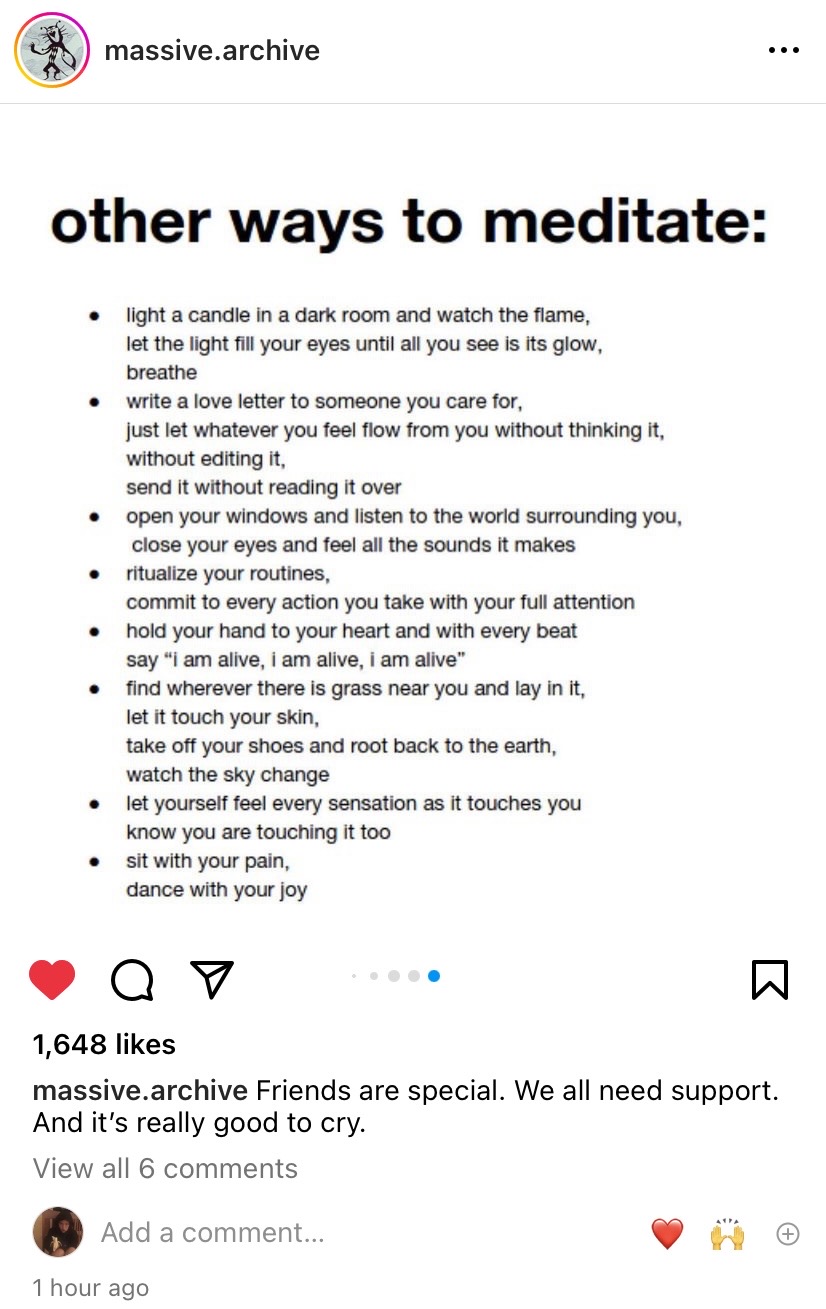 massive.archive
other ways to meditate:
• light a candle in a dark room and watch the flame,
let the light fill your eyes until all you see is its glow,
breathe
• write a love letter to someone you care for,
just let whatever you feel flow from you without thinking it,
without editing it,
send it without reading it over
• open your windows and listen to the world surrounding you,
close your eyes and feel all the sounds it makes
• ritualize your routines,
commit to every action you take with your full attention
• hold your hand to your heart and with every beat
say “i am alive, i am alive, i am alive”
• find wherever there is grass near you and lay in it,
let it touch your skin,
take off your shoes and root back to the earth,
watch the sky change
• let yourself feel every sensation as it touches you
know you are touching it too
• sit with your pain,
dance with your joy
1,648 likes
massive.archive Friends are special. We all need support.
And it’s really good to cry.
View all 6 comments
Add a comment...
1 hour ago